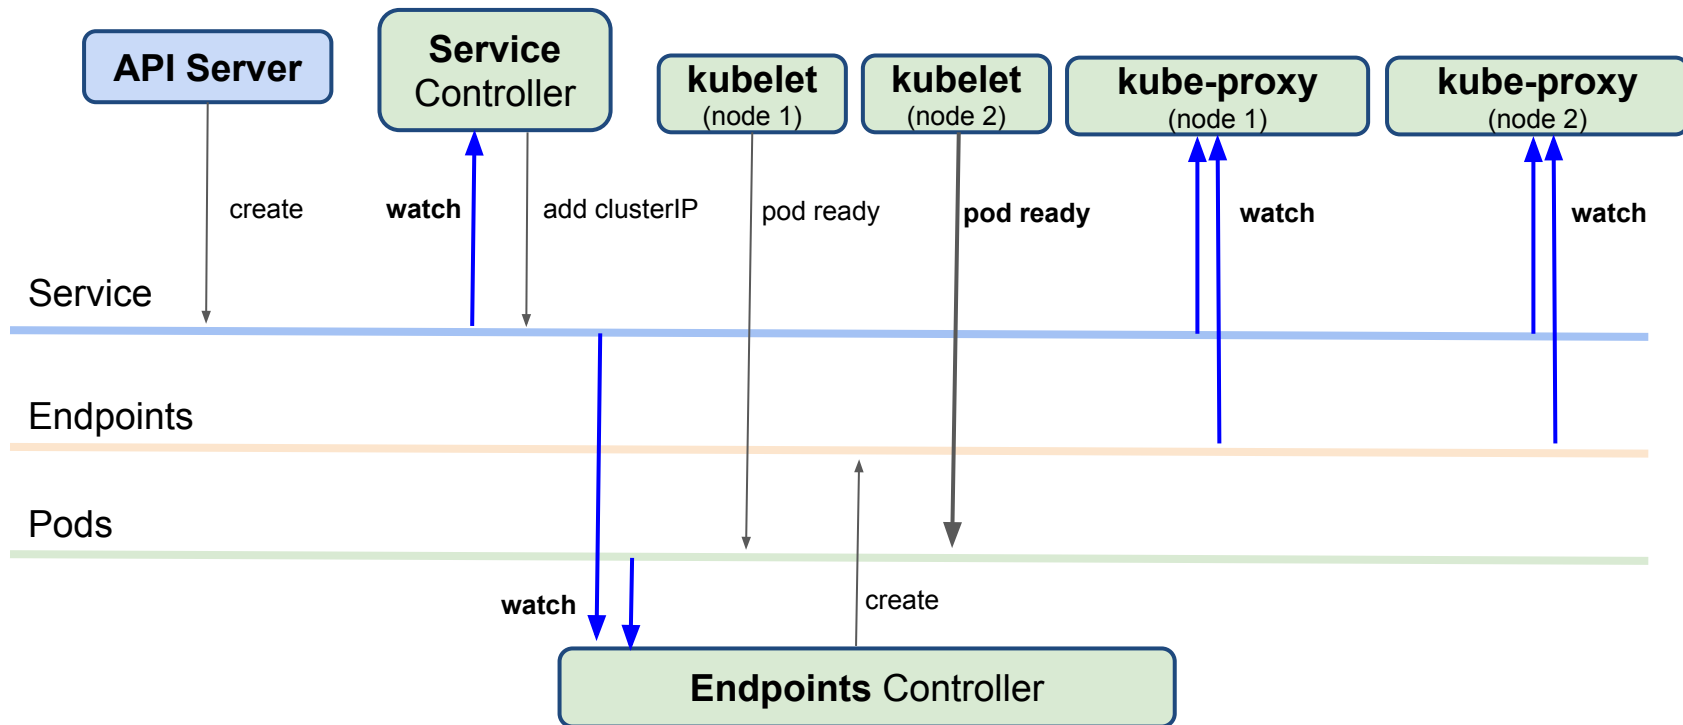 API Server
Service
Controller
kubelet
(node 1)
kubelet
(node 2)
kube-proxy
(node 1)
kube-proxy
(node 2)
create
watch
add clusterIP
pod ready
pod ready
watch
watch
Service
Endpoints
Pods
watch
create
Endpoints Controller